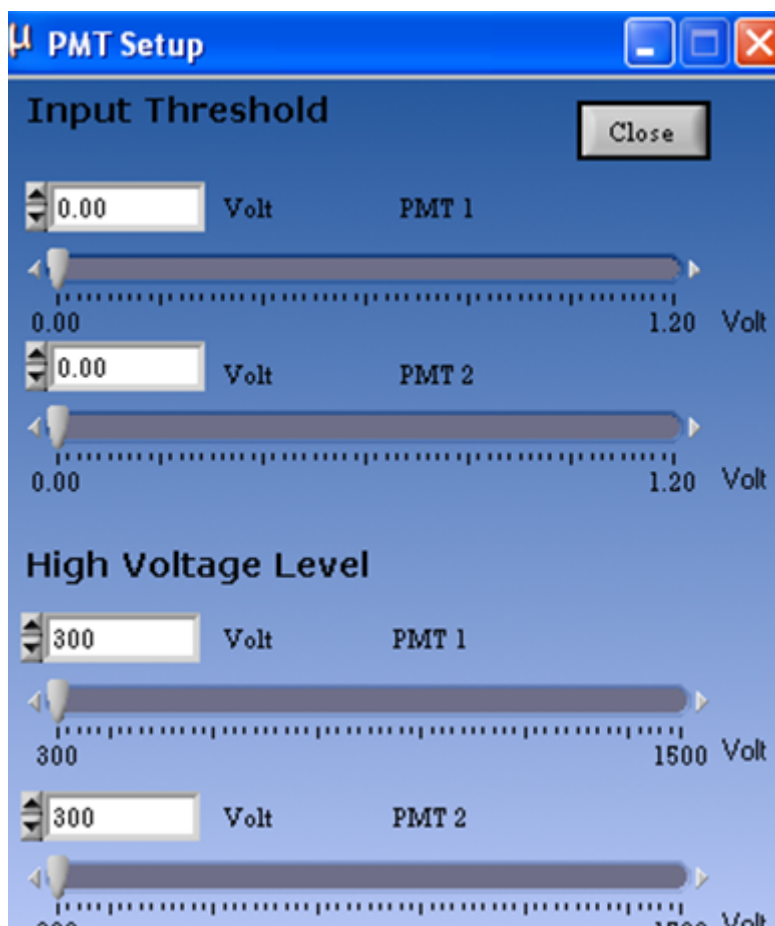 μ PMT Setup
Input Threshold
Close
0.00 Volt PMT 1
0.00 1.20 Volt
0.00 Volt PMT 2
0.00 1.20 Volt
High Voltage Level
300 Volt PMT 1
300 1500 Volt
300 Volt PMT 2
Volt